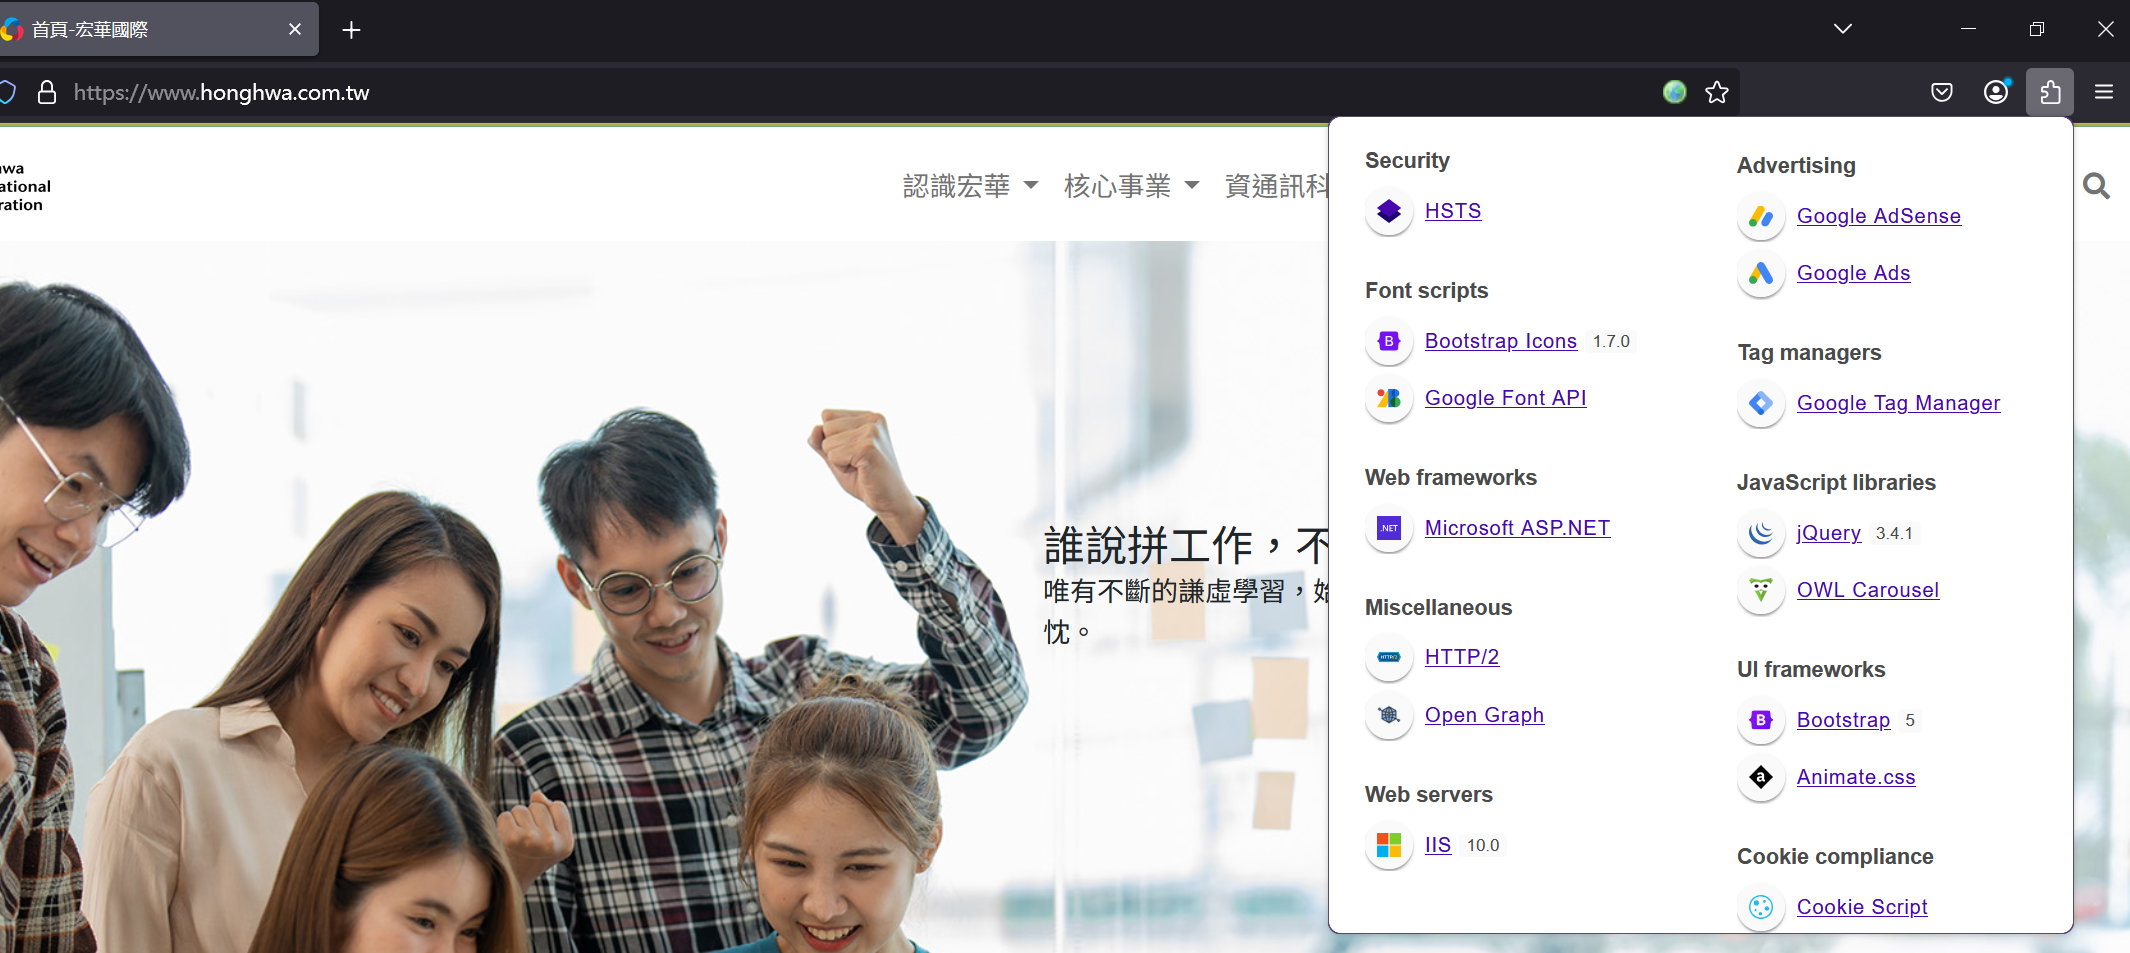 首頁-宏華國際
https://www.honghwa.com.tw
認識宏華
核心事業
資通訊科
誰說拼工作，不
唯有不斷的謙虛學習，
忱。
Security
HSTS
Font scripts
Bootstrap Icons 1.7.0
Google Font API
Web frameworks
.NET
Microsoft ASP.NET
Miscellaneous
HTTP/2
HTTP/2
Open Graph
Web servers
IIS 10.0
Advertising
Google AdSense
Google Ads
Tag managers
Google Tag Manager
JavaScript libraries
jQuery 3.4.1
OWL Carousel
UI frameworks
Bootstrap 5
Animate.css
Cookie compliance
Cookie Script